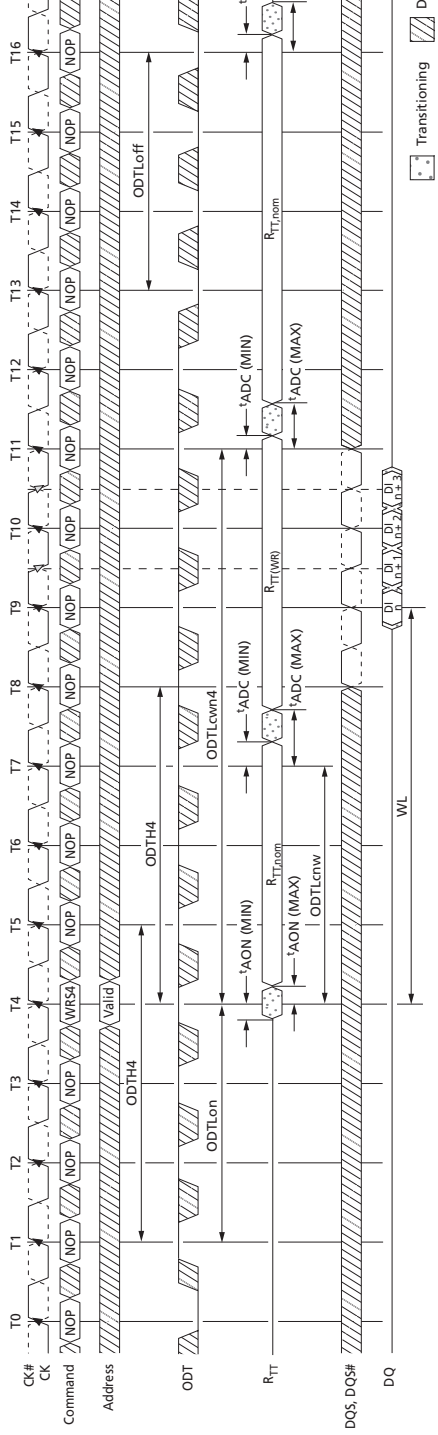 T0 T1 T2 T3 T4 T5 T6 T7 T8 T9 T10 T11 T12 T13 T14 T15 T16
CK#
CK
Command NOP NOP NOP NOP WRS4 NOP NOP NOP NOP NOP NOP NOP NOP NOP NOP NOP NOP
Address Valid
ODTH4 ODTLoff
ODTH4
ODT
ODTLon ODTLcwn4
tAON (MIN) tADC (MIN) tADC (MIN) t
RTT RTT,nom RTT(WR) RTT,nom
tAON (MAX) tADC (MAX) tADC (MAX)
ODTLcnw
DQS, DQS#
DQ DI n DI n + 1 DI n + 2 DI n + 3
WL
Transitioning D